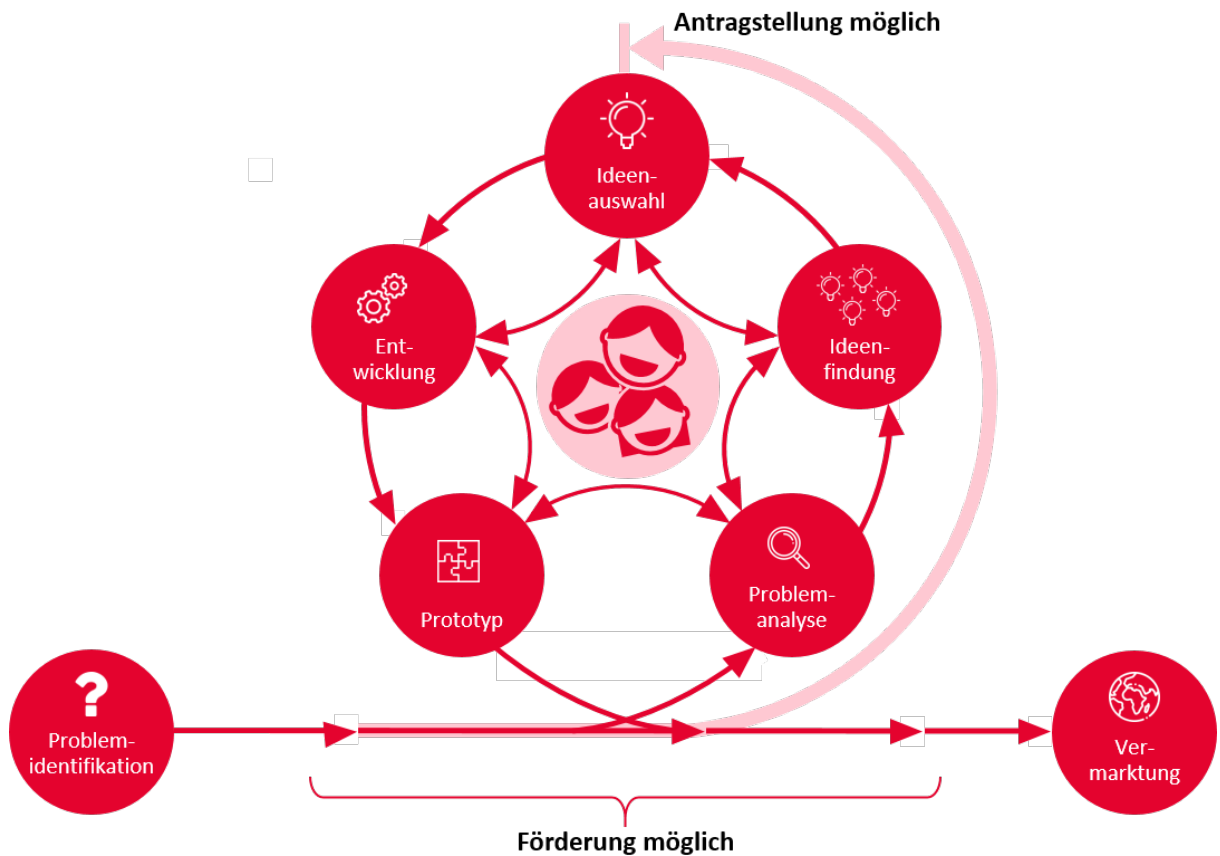 Antragstellung möglich
Ideen-
auswahl
Ent-
wicklung
Ideen-
findung
Prototyp
Problem-
analyse
?
Problem-
identifikation
Ver-
marktung
Förderung möglich